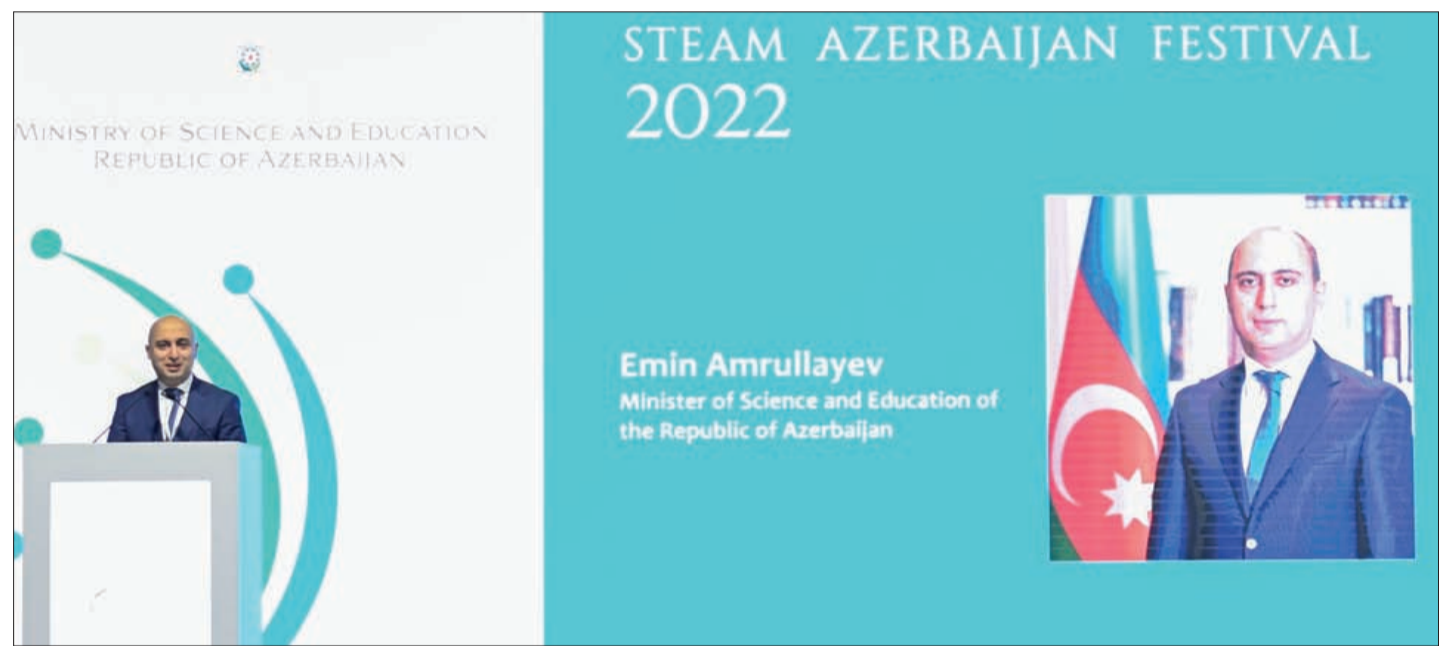 MINISTRY OF SCIENCE AND EDUCATION
REPUBLIC OF AZERBAIJAN
STEAM AZERBAIJAN FESTIVAL
2022
Emin Amrullayev
Minister of Science and Education of
the Republic of Azerbaijan